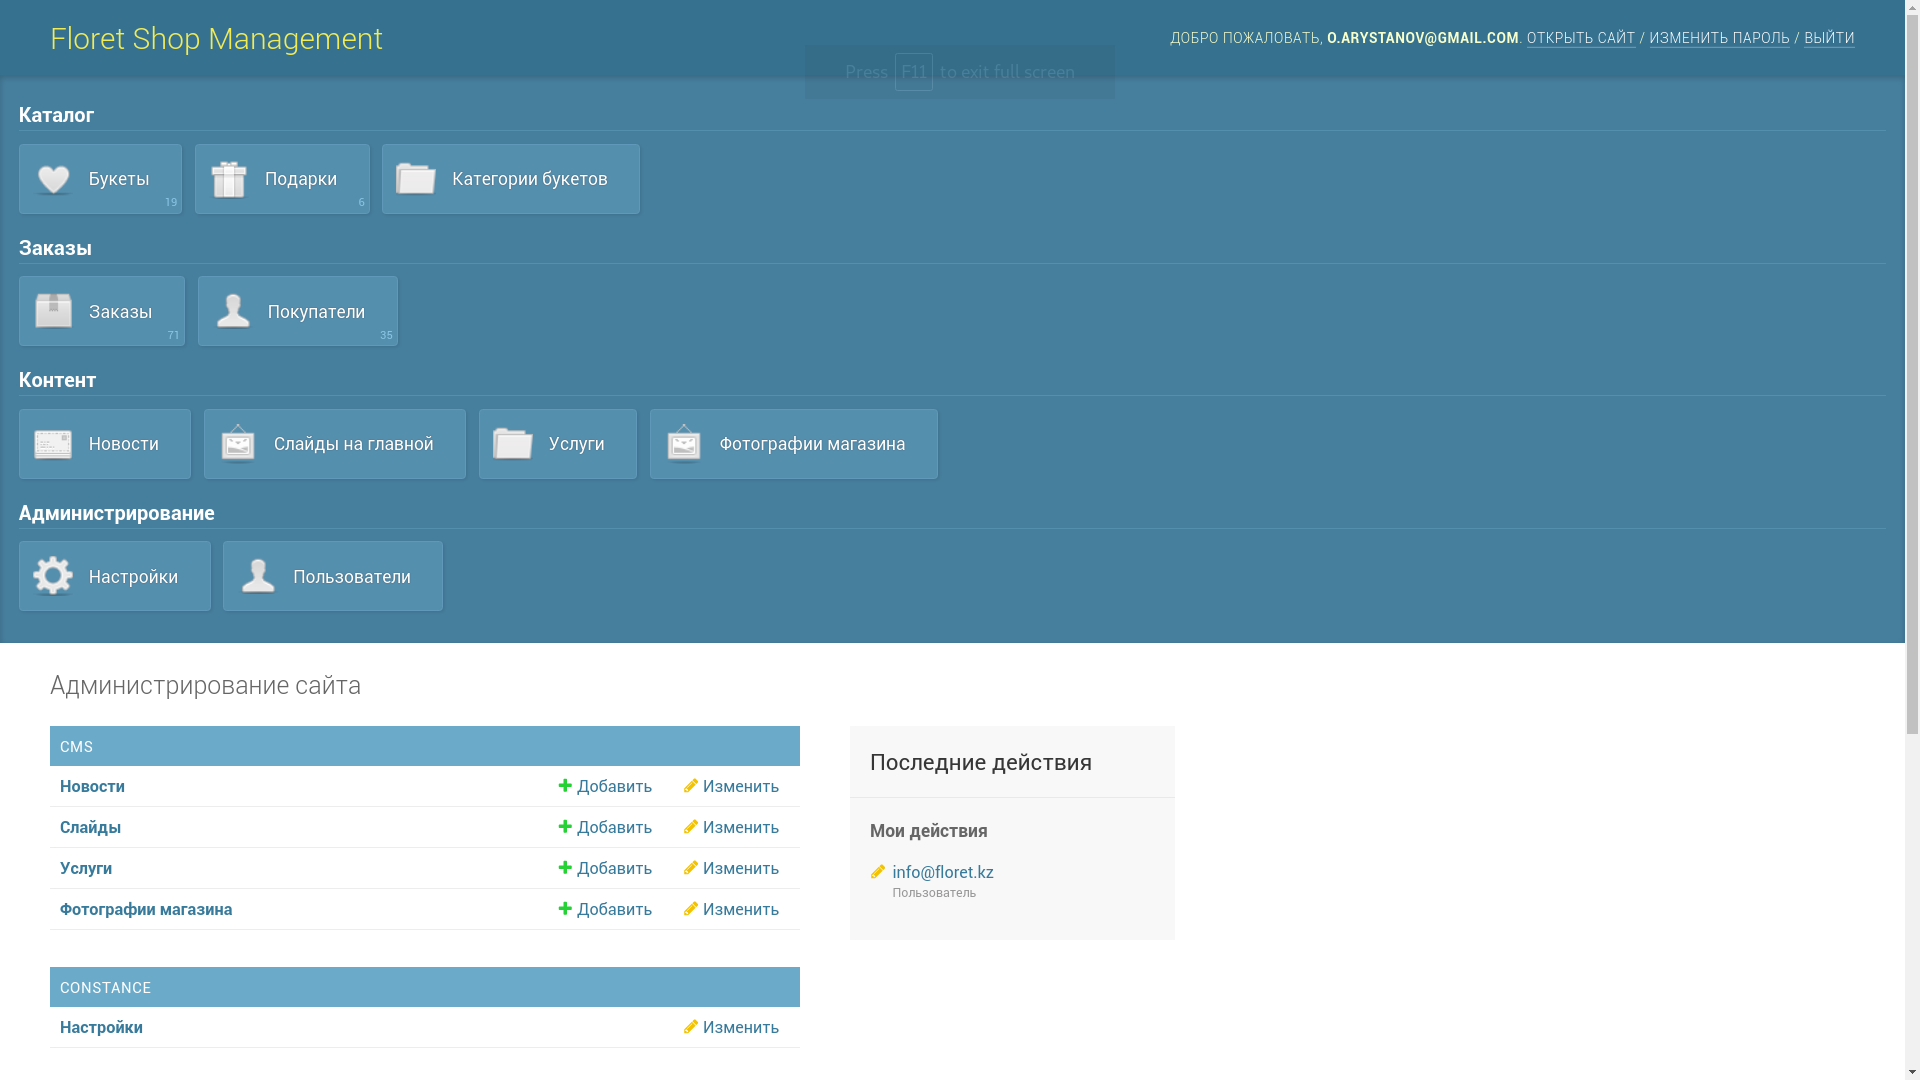 Floret Shop Management
ДОБРО ПОЖАЛОВАТЬ, O.ARYSTANOV@GMAIL.COM. ОТКРЫТЬ САЙТ / ИЗМЕНИТЬ ПАРОЛЬ / ВЫЙТИ
Press F11 to exit full screen
Каталог
Букеты 19
Подарки 6
Категории букетов
Заказы
Заказы 71
Покупатели 35
Контент
Новости
Слайды на главной
Услуги
Фотографии магазина
Администрирование
Настройки
Пользователи
Администрирование сайта
CMS
Новости Добавить Изменить
Слайды Добавить Изменить
Услуги Добавить Изменить
Фотографии магазина Добавить Изменить
CONSTANCE
Настройки Изменить
Последние действия
Мои действия
info@floret.kz
Пользователь